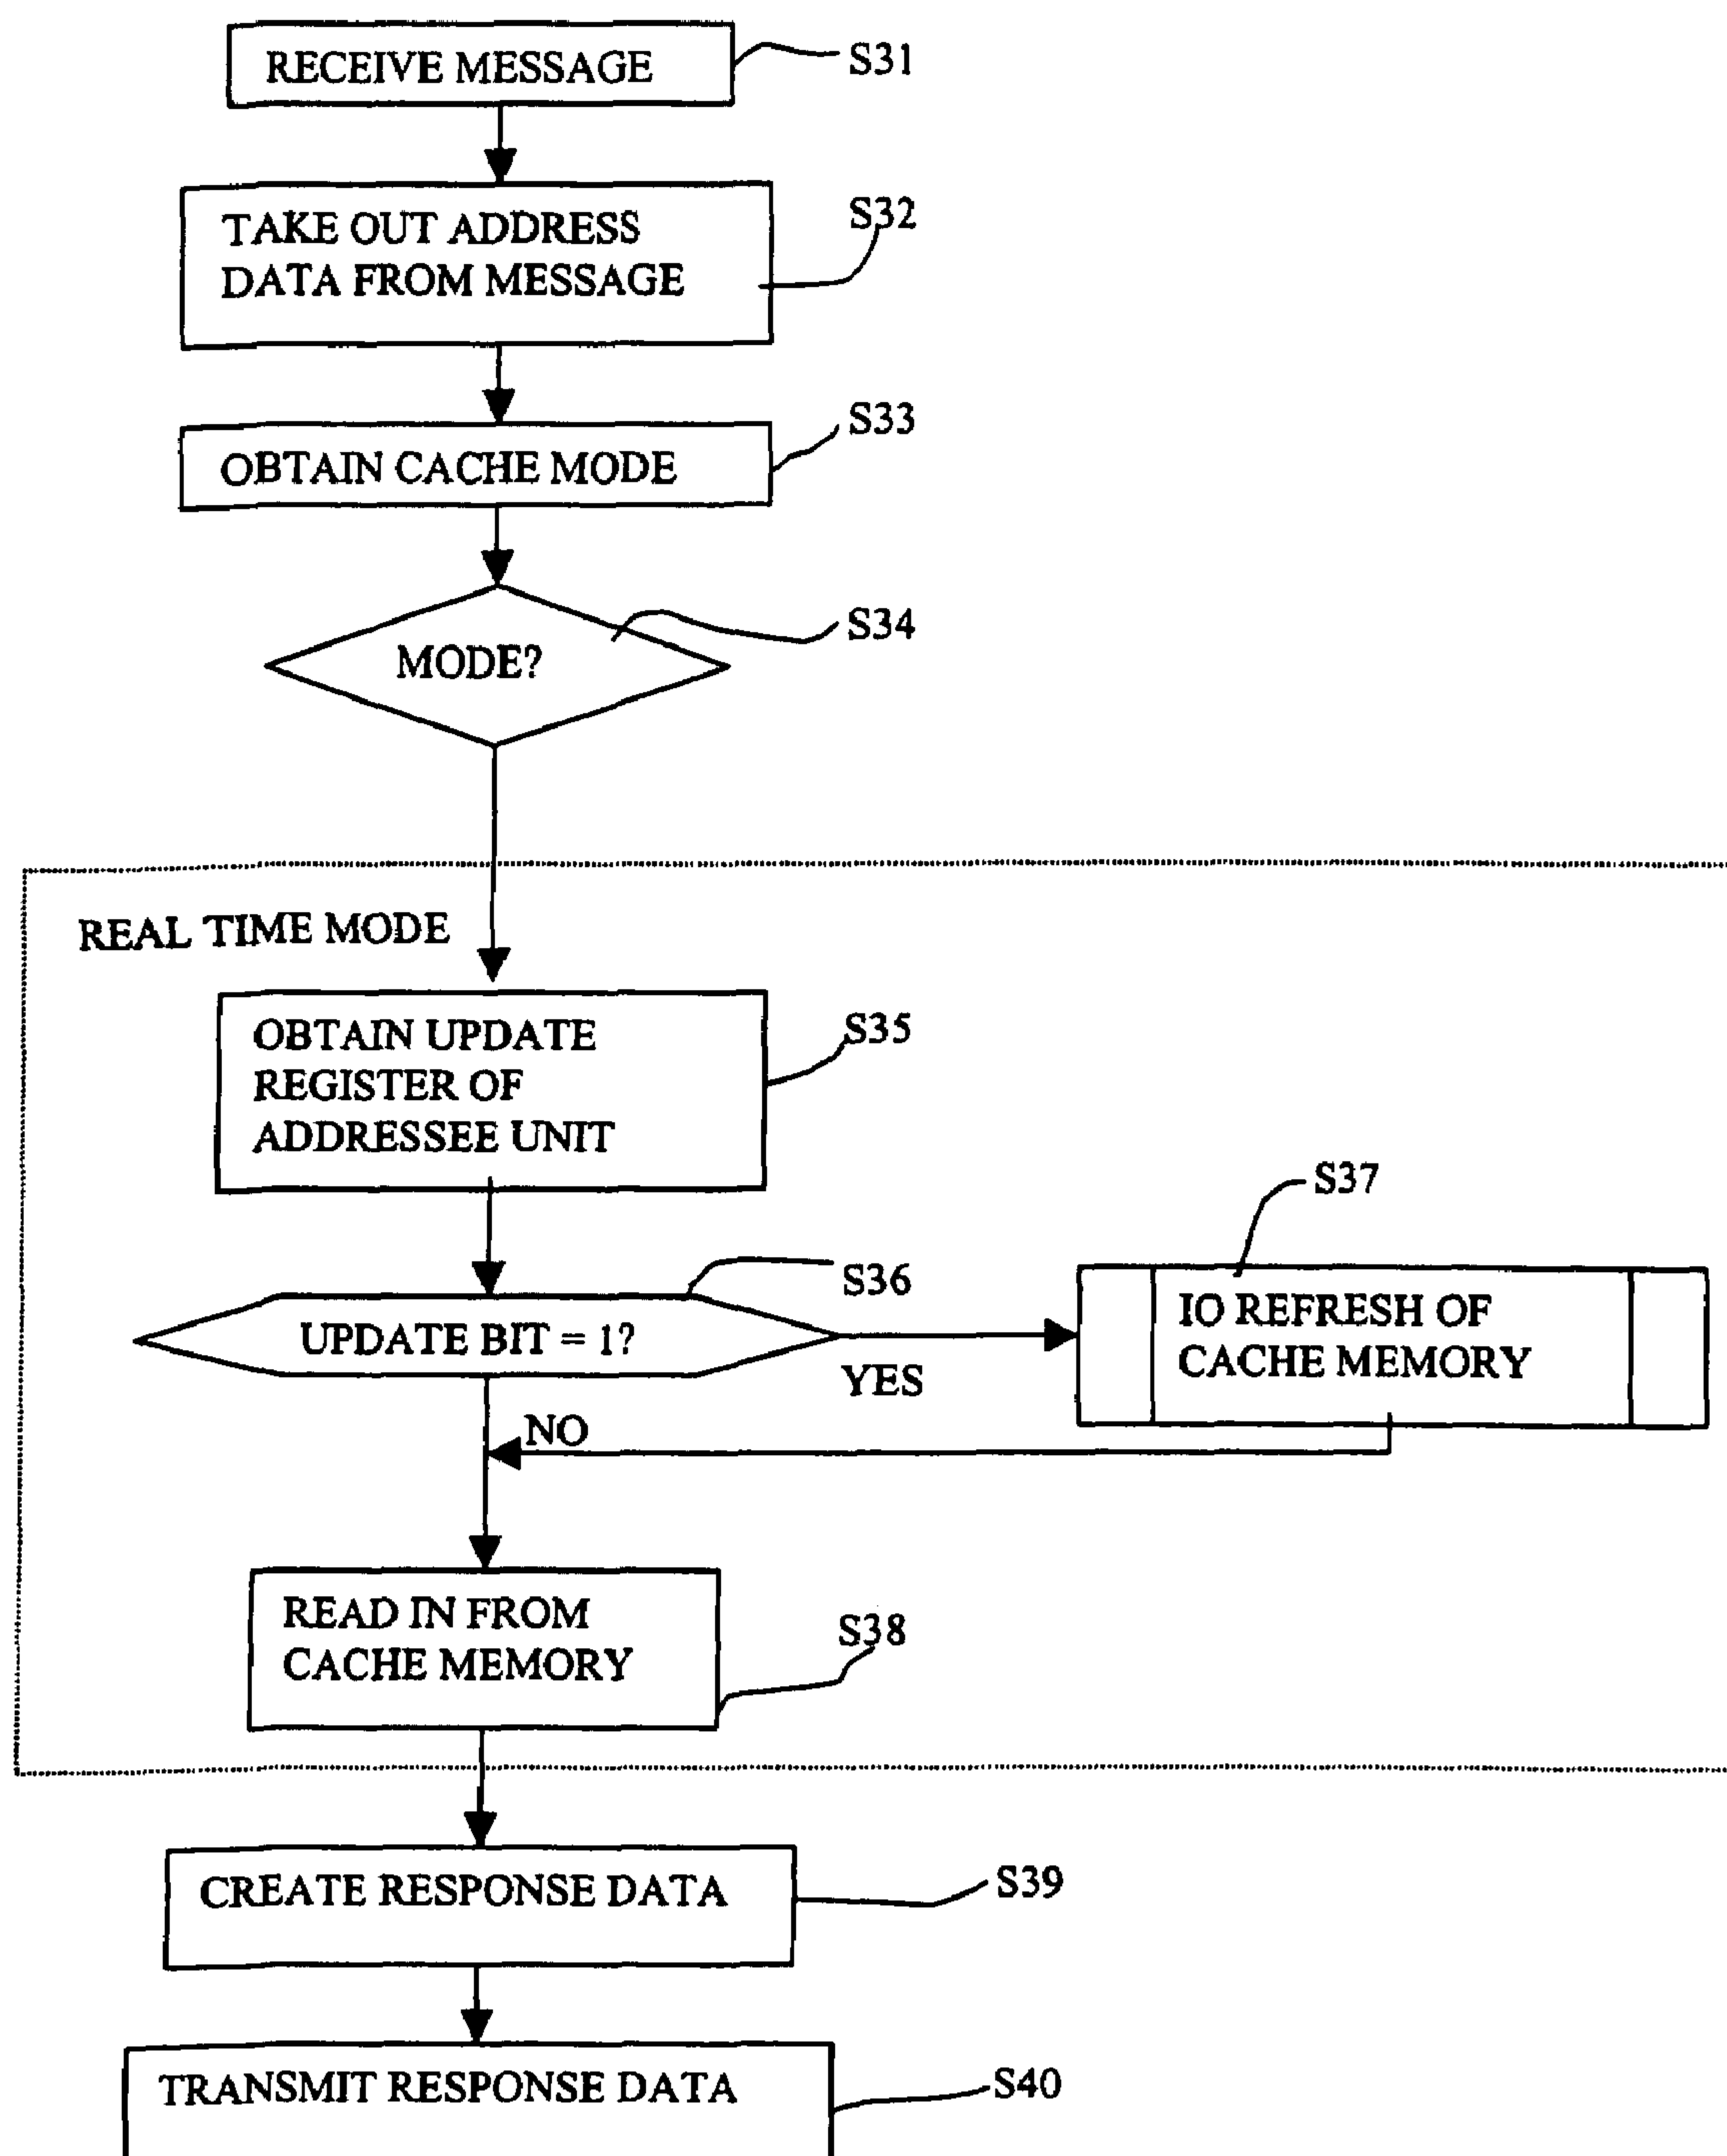 RECEIVE MESSAGE
S31
TAKE OUT ADDRESS
DATA FROM MESSAGE
S32
S33
OBTAIN CACHE MODE
S34
MODE?
REAL TIME MODE
OBTAIN UPDATE
REGISTER OF
ADDRESSEE UNIT
S35
S36
UPDATE BIT = 1?
YES
S37
IO REFRESH OF
CACHE MEMORY
NO
READ IN FROM
CACHE MEMORY
S38
CREATE RESPONSE DATA
S39
TRANSMIT RESPONSE DATA
S40